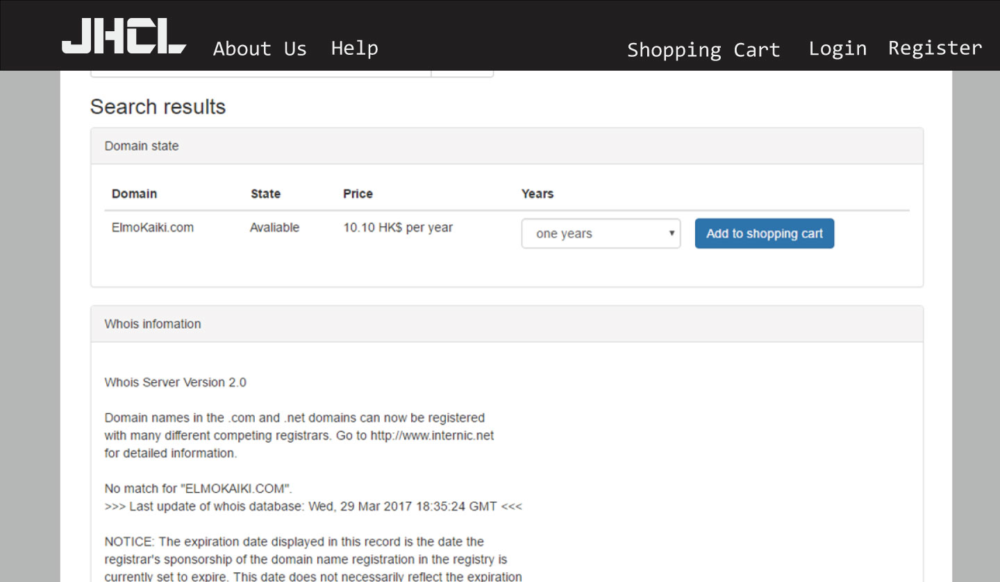 JHCL About Us Help Shopping Cart Login Register
Search results
Domain state
Domain State Price Years
ElmoKaiki.com Avaliable 10.10 HK$ per year one years Add to shopping cart
Whois infomation
Whois Server Version 2.0
Domain names in the .com and .net domains can now be registered
with many different competing registrars. Go to http://www.internic.net
for detailed information.
No match for "ELMOKAIKI.COM".
>>> Last update of whois database: Wed, 29 Mar 2017 18:35:24 GMT <<<
NOTICE: The expiration date displayed in this record is the date the
registrar's sponsorship of the domain name registration in the registry is
currently set to expire. This date does not necessarily reflect the expiration